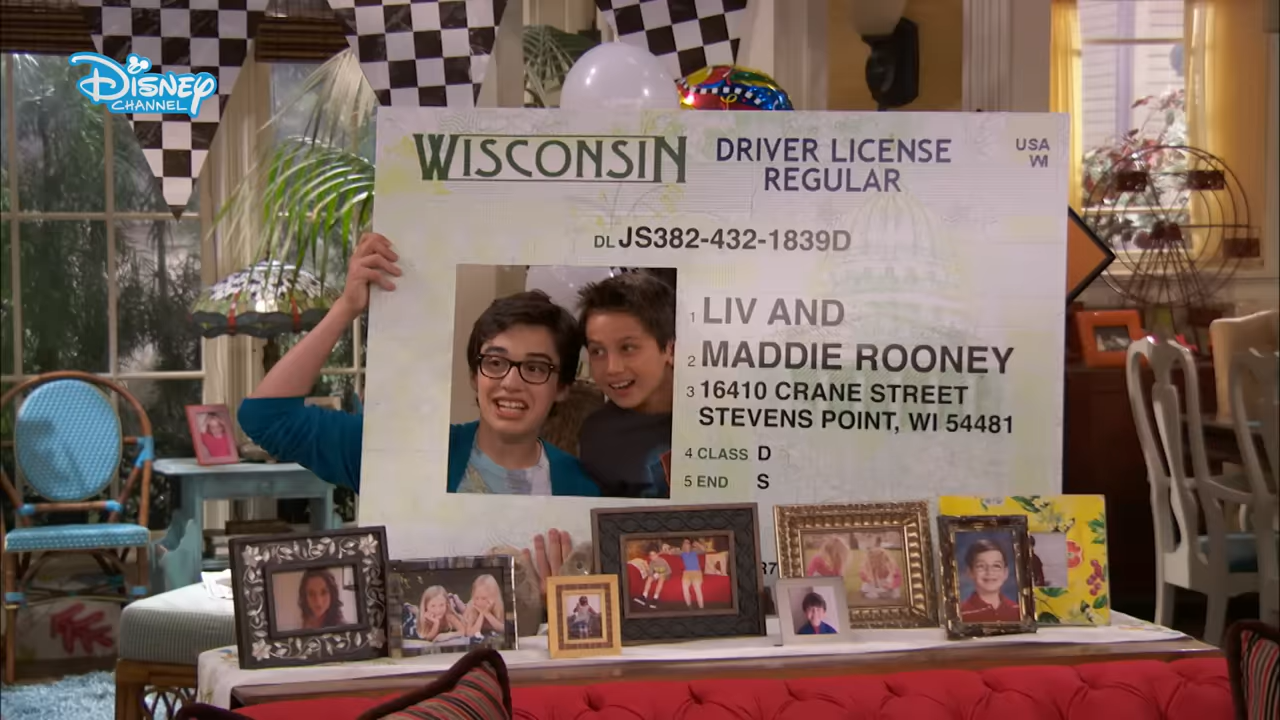 DISNEY
CHANNEL
WISCONSIN
DRIVER LICENSE
REGULAR
USA
WI
DL JS382-432-1839D
1 LIV AND
2 MADDIE ROONEY
3 16410 CRANE STREET
STEVENS POINT, WI 54481
4 CLASS D
5 END S